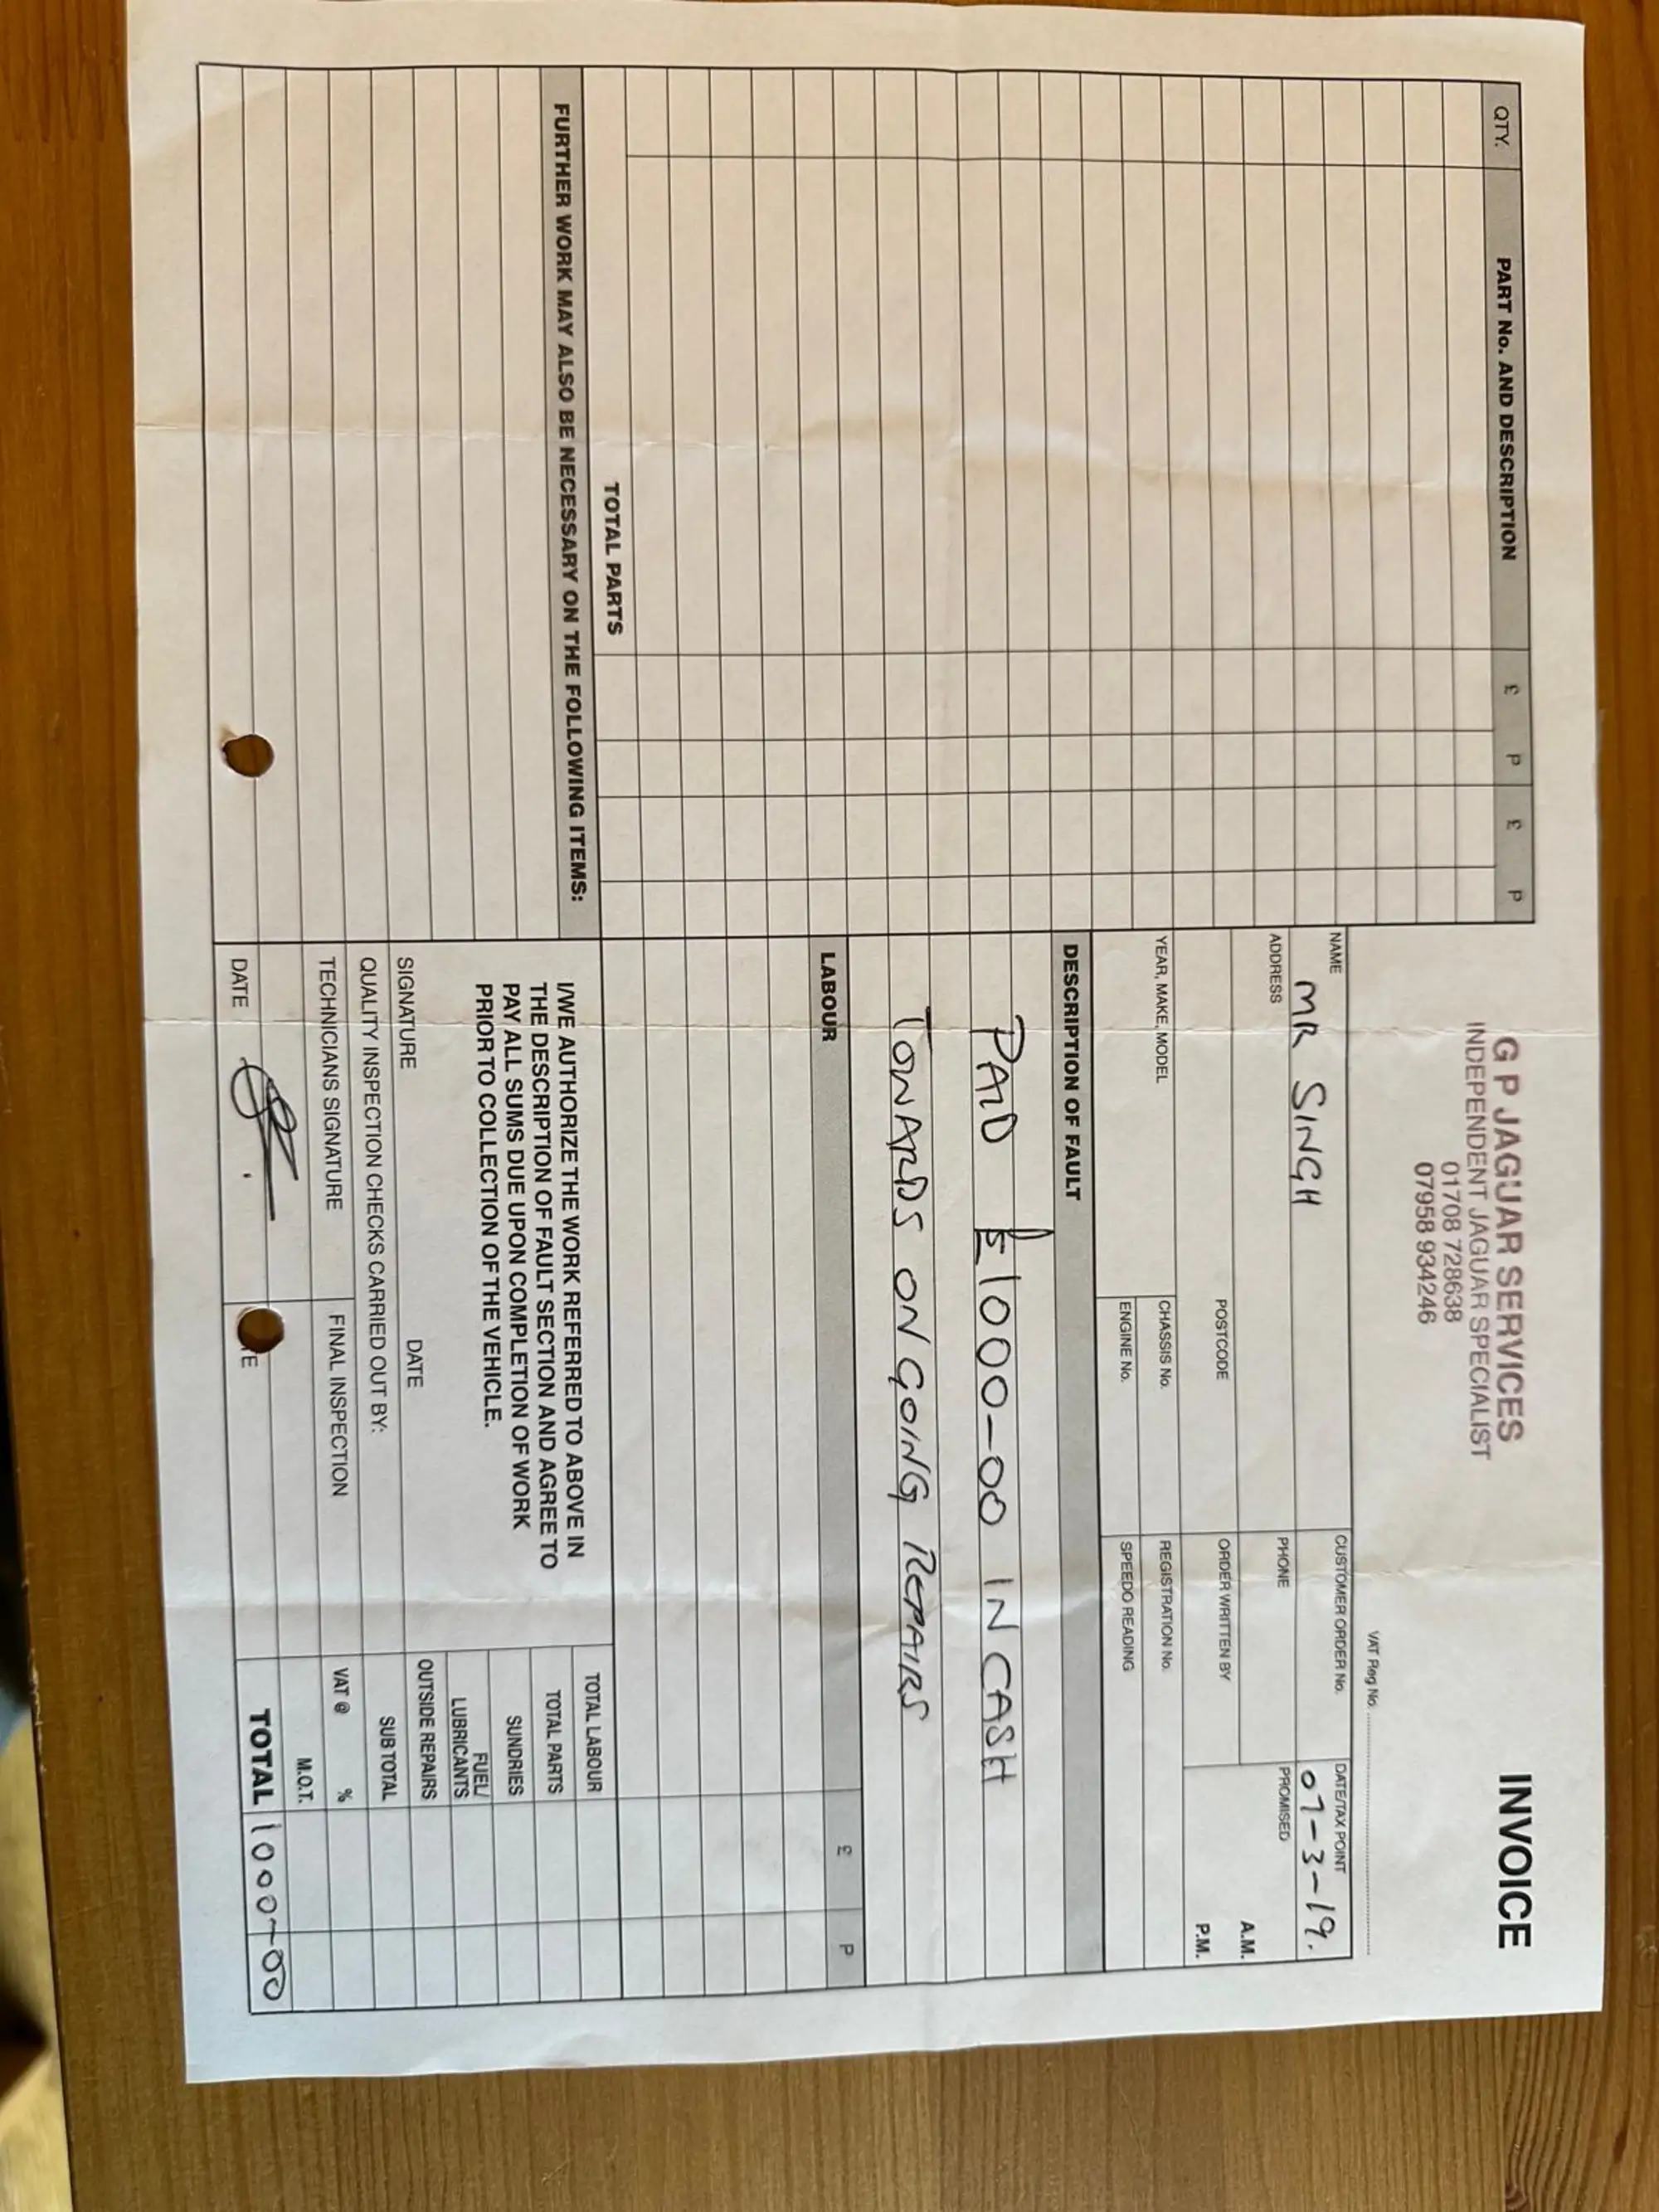 QTY. PART No. AND DESCRIPTION £ P £ P
TOTAL PARTS
FURTHER WORK MAY ALSO BE NECESSARY ON THE FOLLOWING ITEMS:
INVOICE
G P JAGUAR SERVICES
INDEPENDENT JAGUAR SPECIALIST
01708 728638
07958 934246
VAT Reg No.
NAME MR SINGH
CUSTOMER ORDER No.
DATE/TAX POINT 07-3-19.
ADDRESS
PHONE
PROMISED
A.M.
P.M.
POSTCODE
ORDER WRITTEN BY
YEAR, MAKE, MODEL
CHASSIS No.
REGISTRATION No.
ENGINE No.
SPEEDO READING
DESCRIPTION OF FAULT
PAID £1000-00 IN CASH
TOWARDS ONGOING REPAIRS
LABOUR £ P
I/WE AUTHORIZE THE WORK REFERRED TO ABOVE IN
THE DESCRIPTION OF FAULT SECTION AND AGREE TO
PAY ALL SUMS DUE UPON COMPLETION OF WORK
PRIOR TO COLLECTION OF THE VEHICLE.
SIGNATURE DATE
QUALITY INSPECTION CHECKS CARRIED OUT BY:
TECHNICIANS SIGNATURE
FINAL INSPECTION
DATE
TE
TOTAL LABOUR
TOTAL PARTS
SUNDRIES
FUEL/
LUBRICANTS
OUTSIDE REPAIRS
SUB TOTAL
VAT @ %
M.O.T.
TOTAL 1000-00